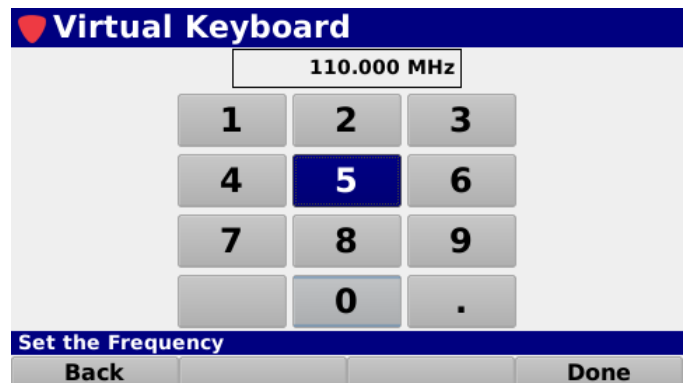 Virtual Keyboard
110.000 MHz
1 2 3
4 5 6
7 8 9
0 .
Set the Frequency
Back Done